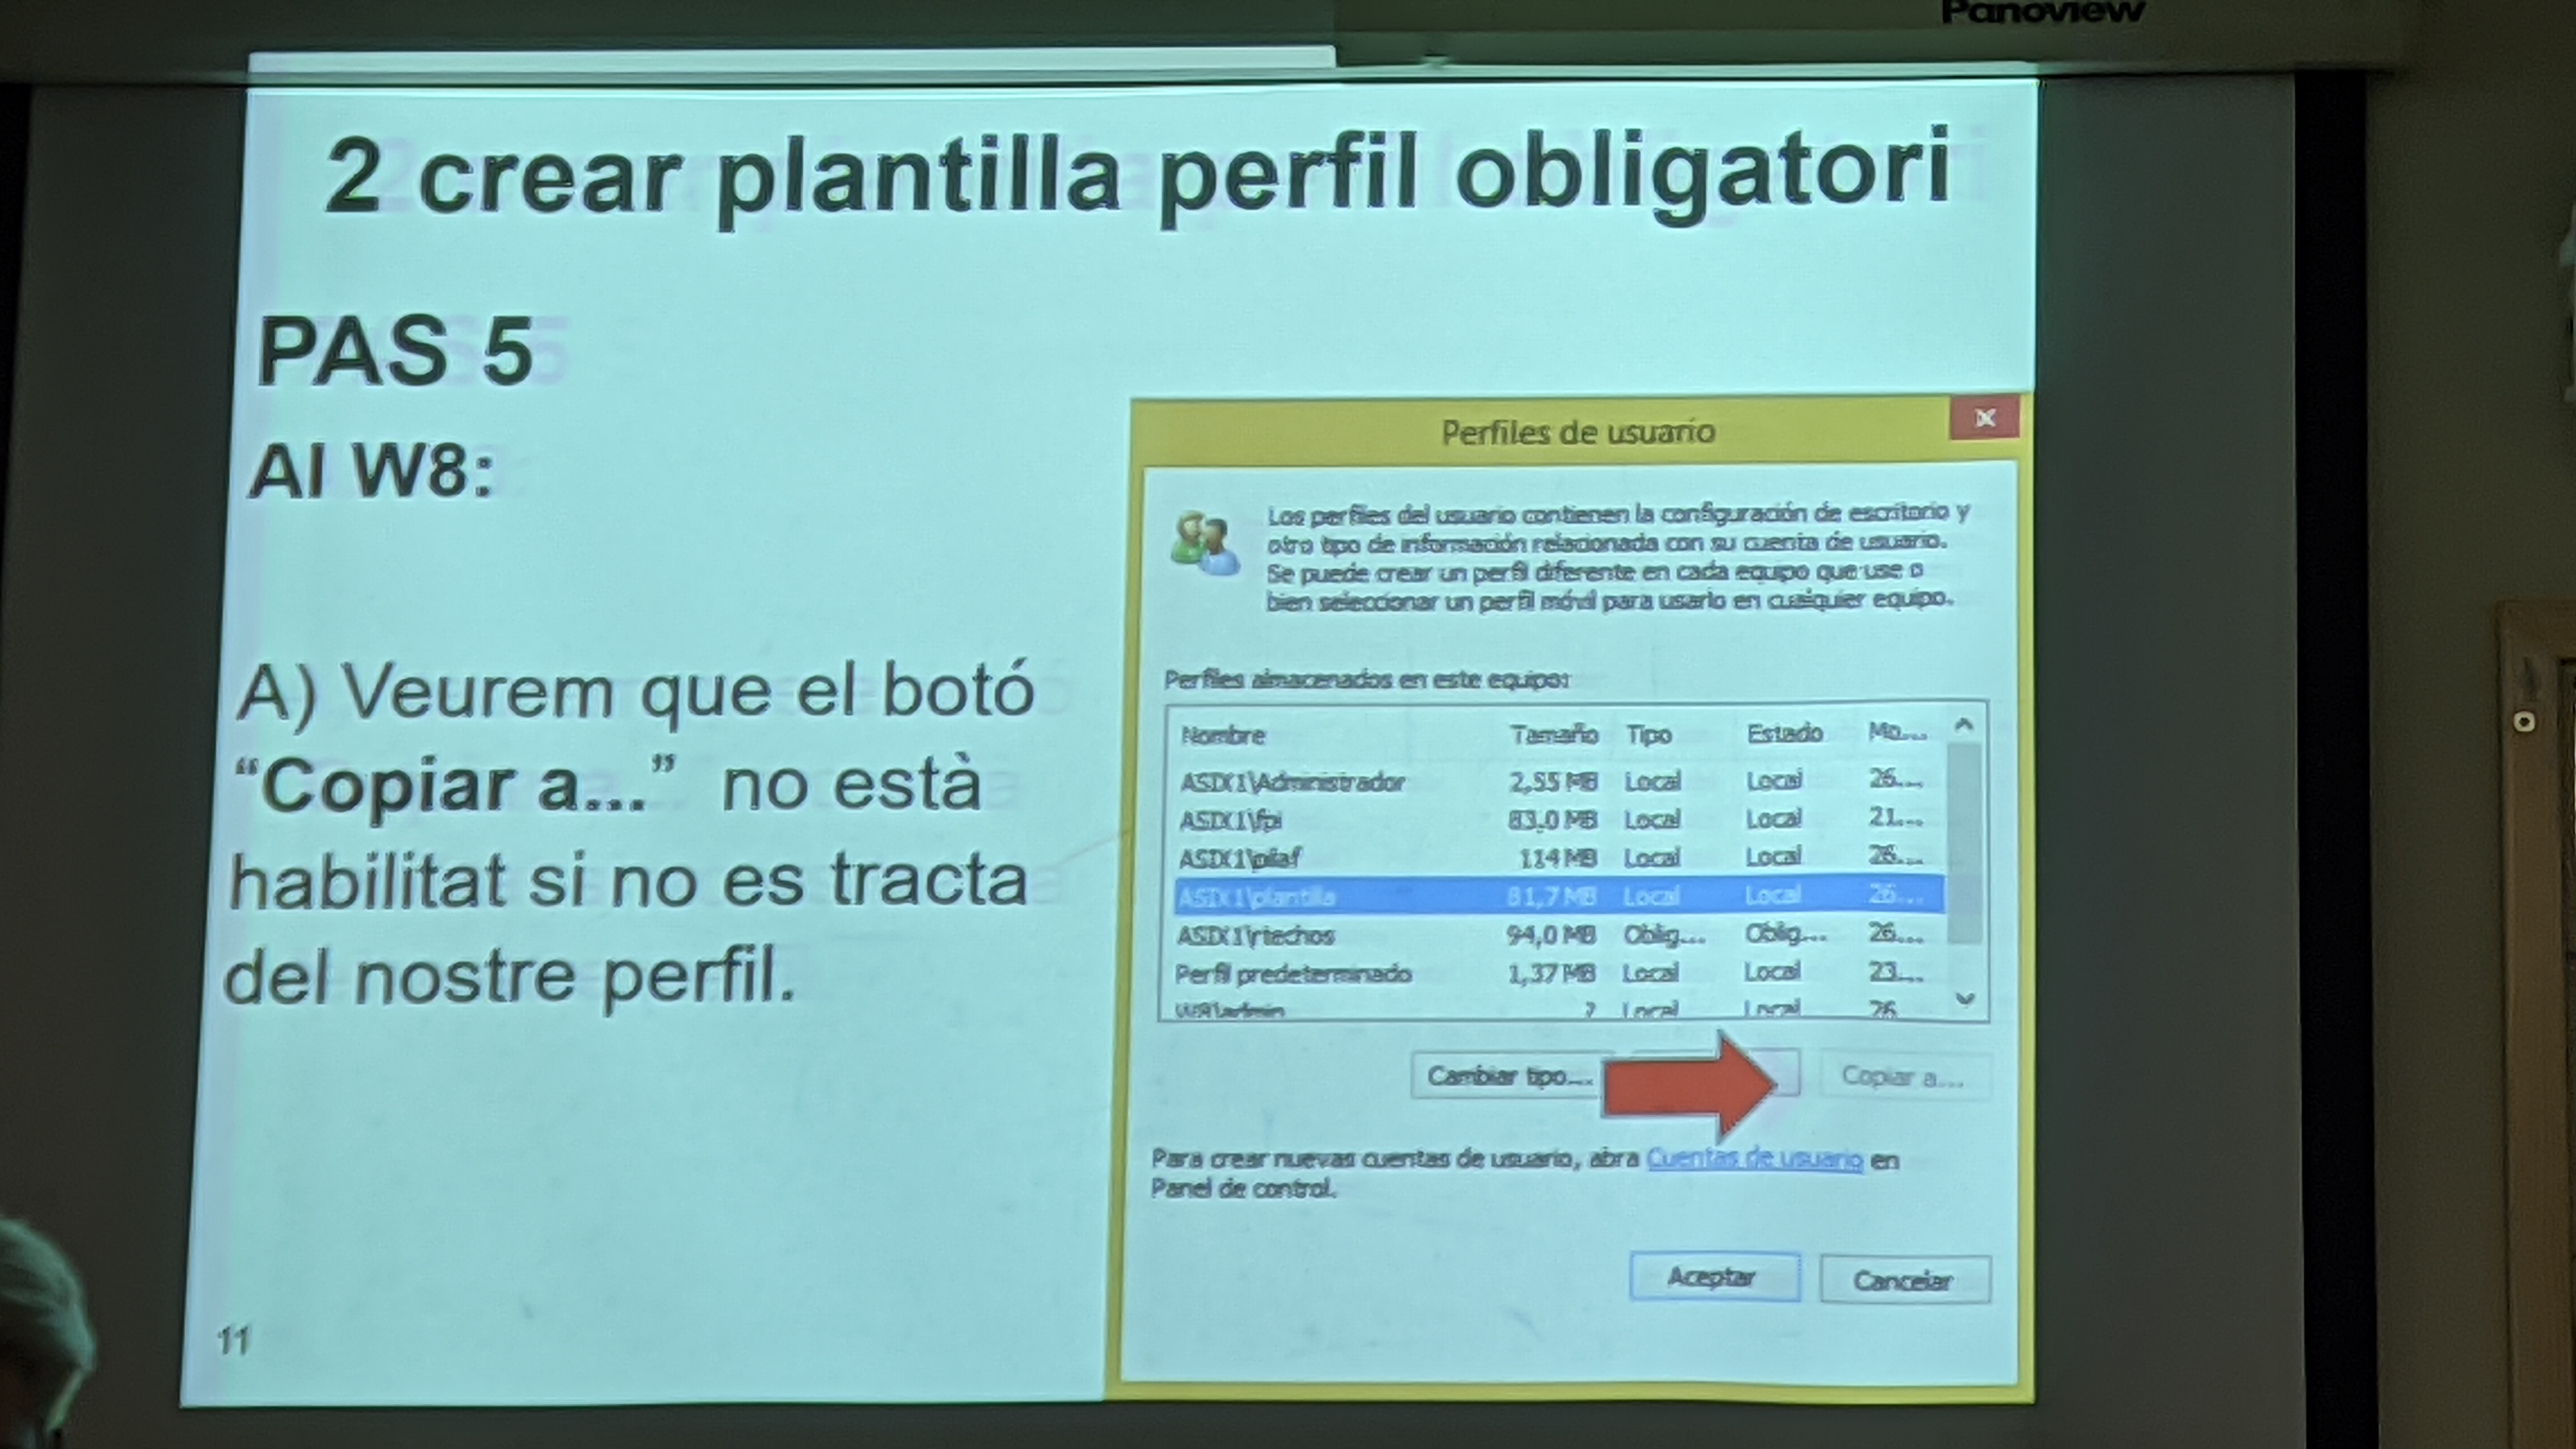 Panoview
2 crear plantilla perfil obligatori
PAS 5
Al W8:
A) Veurem que el botó
“Copiar a...” no està
habilitat si no es tracta
del nostre perfil.
11
Perfiles de usuario
Los perfiles del usuario contienen la configuración de escritorio y
otro tipo de información relacionada con su cuenta de usuario.
Se puede crear un perfil diferente en cada equipo que use o
bien seleccionar un perfil móvil para usarlo en cualquier equipo.
Perfiles almacenados en este equipo:
Nombre Tamaño Tipo Estado Mo...
ASIX1\Administrador 2,55 MB Local Local 26...
ASIX1\fpi 83,0 MB Local Local 21...
114 MB Local Local 26...
ASIX1\plantilla 81,7 MB Local Local 26...
ASIX1\rtechos 94,0 MB Oblig... Oblig... 26...
Perfil predeterminado 1,37 MB Local Local 23...
W8\admin ? Local Local 26
Cambiar tipo... Copiar a...
Para crear nuevas cuentas de usuario, abra Cuentas de usuario en
Panel de control.
Aceptar Cancelar